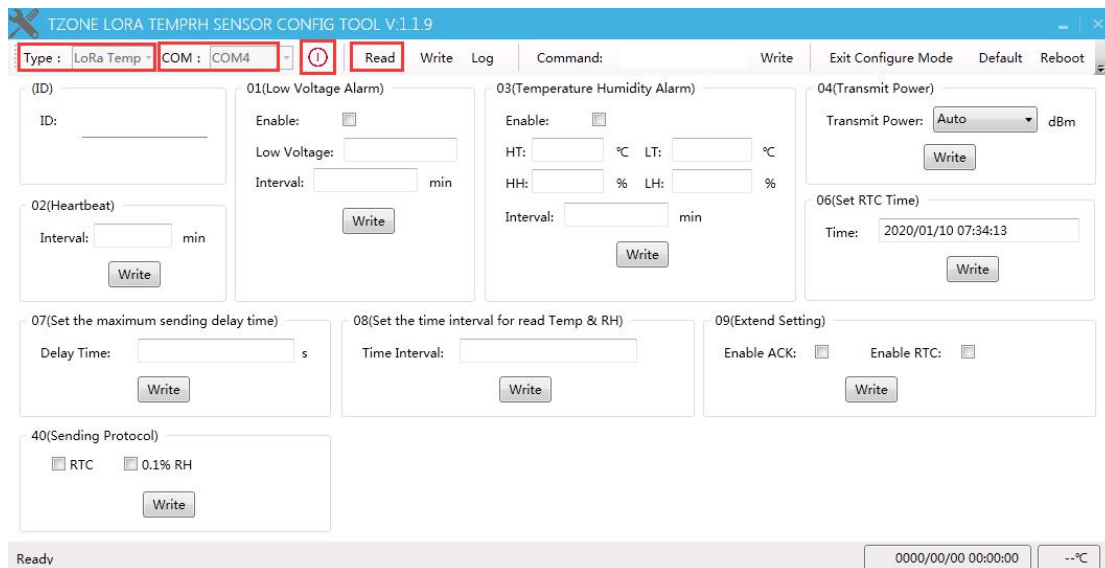 TZONE LORA TEMPRH SENSOR CONFIG TOOL V:1.1.9
Type : LoRa Temp COM : COM4 Read Write Log Command: Write Exit Configure Mode Default Reboot
(ID)
ID:
01(Low Voltage Alarm)
Enable:
Low Voltage:
Interval: min
Write
03(Temperature Humidity Alarm)
Enable:
HT: ℃ LT: ℃
HH: % LH: %
Interval: min
Write
04(Transmit Power)
Transmit Power: Auto dBm
Write
02(Heartbeat)
Interval: min
Write
06(Set RTC Time)
Time: 2020/01/10 07:34:13
Write
07(Set the maximum sending delay time)
Delay Time: s
Write
08(Set the time interval for read Temp & RH)
Time Interval:
Write
09(Extend Setting)
Enable ACK: Enable RTC:
Write
40(Sending Protocol)
RTC 0.1% RH
Write
Ready 0000/00/00 00:00:00 --℃